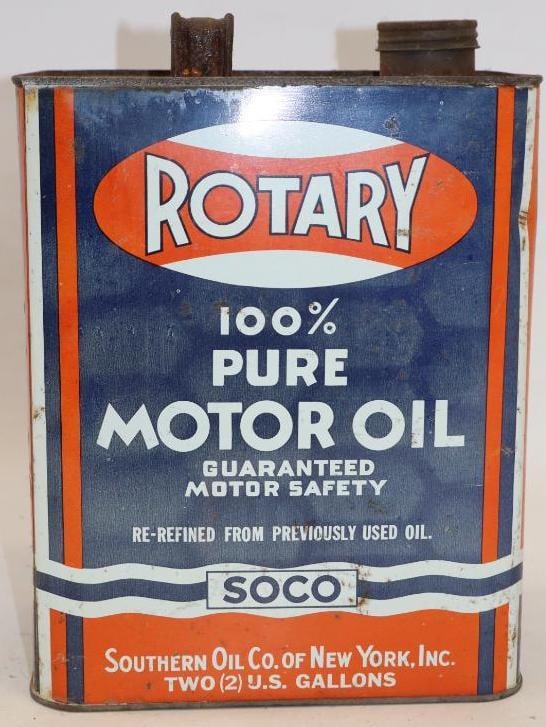 ROTARY
100%
PURE
MOTOR OIL
GUARANTEED
MOTOR SAFETY
RE-REFINED FROM PREVIOUSLY USED OIL.
SOCO
SOUTHERN OIL CO. OF NEW YORK, INC.
TWO (2) U.S. GALLONS